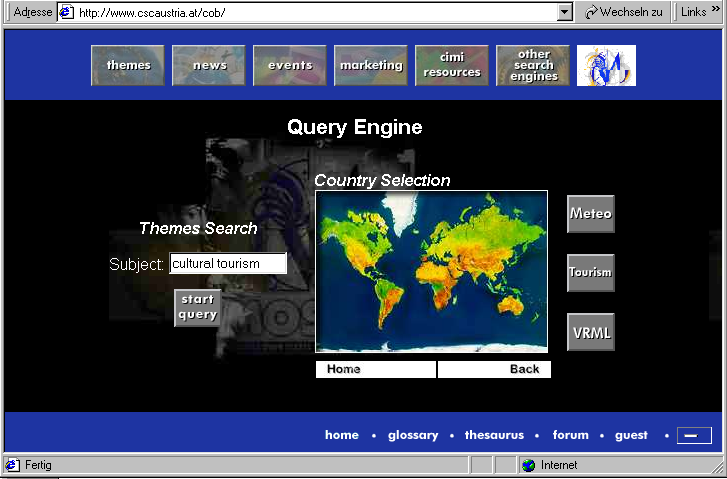 Adresse http://www.cscaustria.at/cob/ Wechseln zu Links »
themes news events marketing cimi resources other search engines
Query Engine
Country Selection
Themes Search
Subject: cultural tourism
start query
Meteo
Tourism
VRML
Home Back
home • glossary • thesaurus • forum • guest •
Fertig Internet